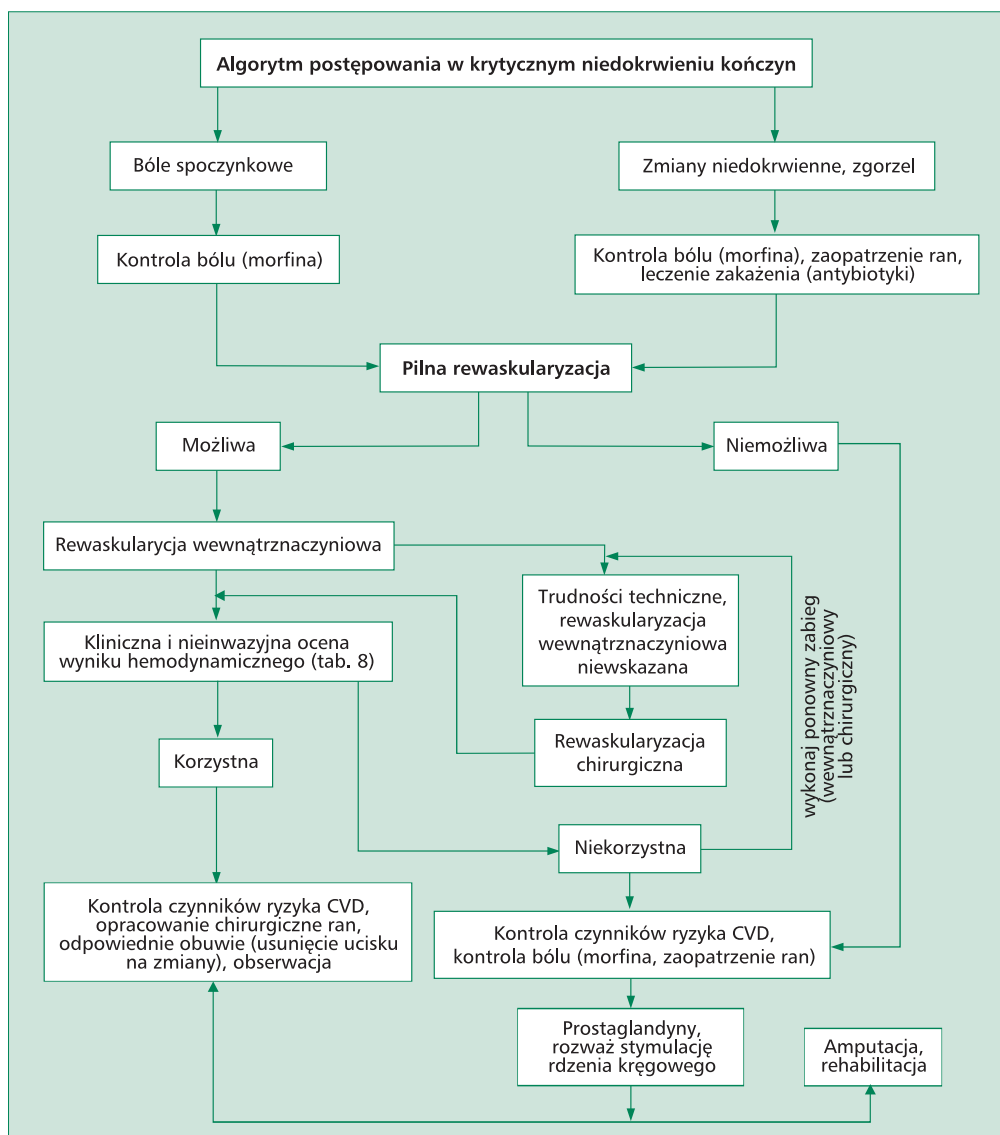 Algorytm postępowania w krytycznym niedokrwieniu kończyn
Bóle spoczynkowe
Zmiany niedokrwienne, zgorzel
Kontrola bólu (morfina)
Kontrola bólu (morfina), zaopatrzenie ran,
leczenie zakażenia (antybiotyki)
Pilna rewaskularyzacja
Możliwa
Niemożliwa
Rewaskularycja wewnątrznaczyniowa
Trudności techniczne,
rewaskularyzacja
wewnątrznaczyniowa
niewskazana
wykonaj ponowny zabieg
(wewnątrznaczyniowy
lub chirurgiczny)
Kliniczna i nieinwazyjna ocena
wyniku hemodynamicznego (tab. 8)
Rewaskularyzacja
chirurgiczna
Korzystna
Niekorzystna
Kontrola czynników ryzyka CVD,
opracowanie chirurgiczne ran,
odpowiednie obuwie (usunięcie ucisku
na zmiany), obserwacja
Kontrola czynników ryzyka CVD,
kontrola bólu (morfina, zaopatrzenie ran)
Prostaglandyny,
rozważ stymulację
rdzenia kręgowego
Amputacja,
rehabilitacja